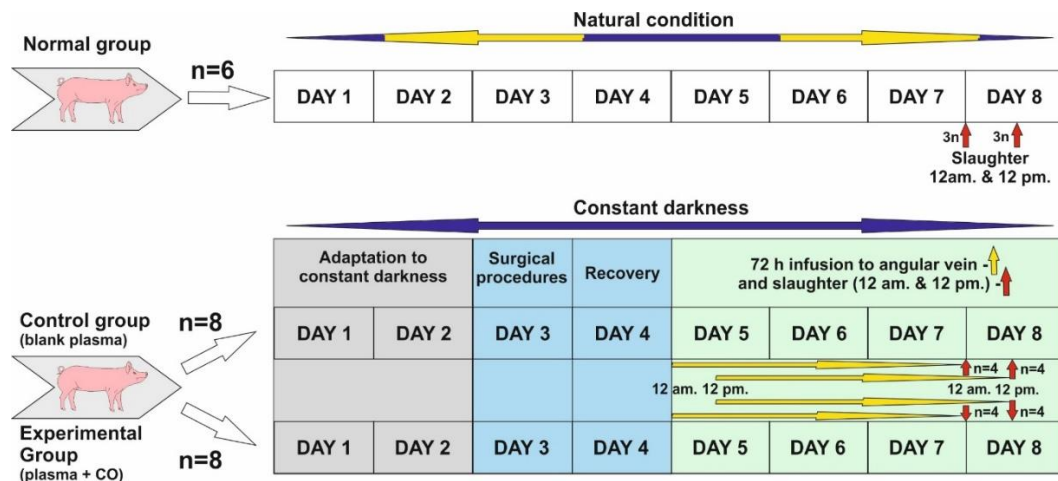 Natural condition
Normal group
n=6
DAY 1 DAY 2 DAY 3 DAY 4 DAY 5 DAY 6 DAY 7 DAY 8
3n 3n
Slaughter
12am. & 12 pm.
Constant darkness
Adaptation to
constant darkness
Surgical
procedures
Recovery
72 h infusion to angular vein -
and slaughter (12 am. & 12 pm.) -
Control group
(blank plasma)
n=8
DAY 1 DAY 2 DAY 3 DAY 4 DAY 5 DAY 6 DAY 7 DAY 8
n=4 n=4
12 am. 12 pm. 12 am. 12 pm.
n=4 n=4
Experimental
Group
(plasma + CO)
n=8
DAY 1 DAY 2 DAY 3 DAY 4 DAY 5 DAY 6 DAY 7 DAY 8